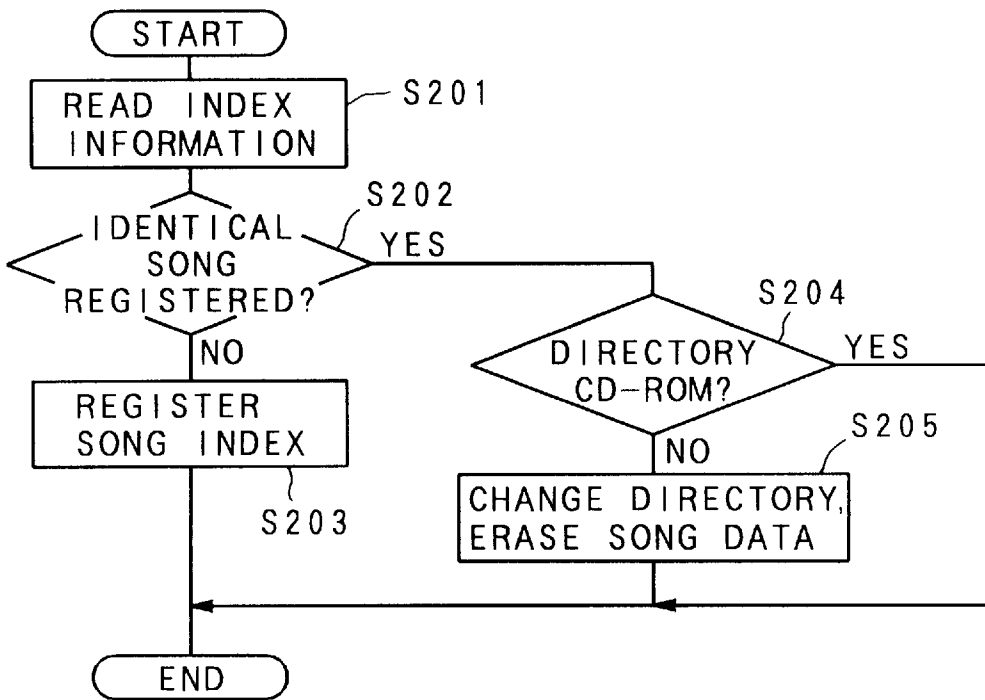 START
READ INDEX
INFORMATION
S201
IDENTICAL
SONG
REGISTERED?
S202
YES
NO
REGISTER
SONG INDEX
S203
DIRECTORY
CD-ROM?
S204
YES
NO
CHANGE DIRECTORY,
ERASE SONG DATA
S205
END